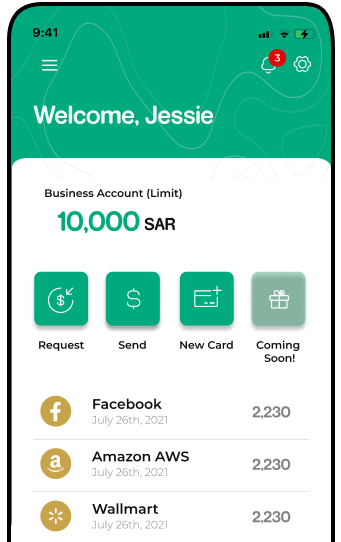 9:41
3
Welcome, Jessie
Business Account (Limit)
10,000 SAR
Request
Send
New Card
Coming
Soon!
Facebook
July 26th, 2021
2,230
Amazon AWS
July 26th, 2021
2,230
Wallmart
July 26th, 2021
2,230